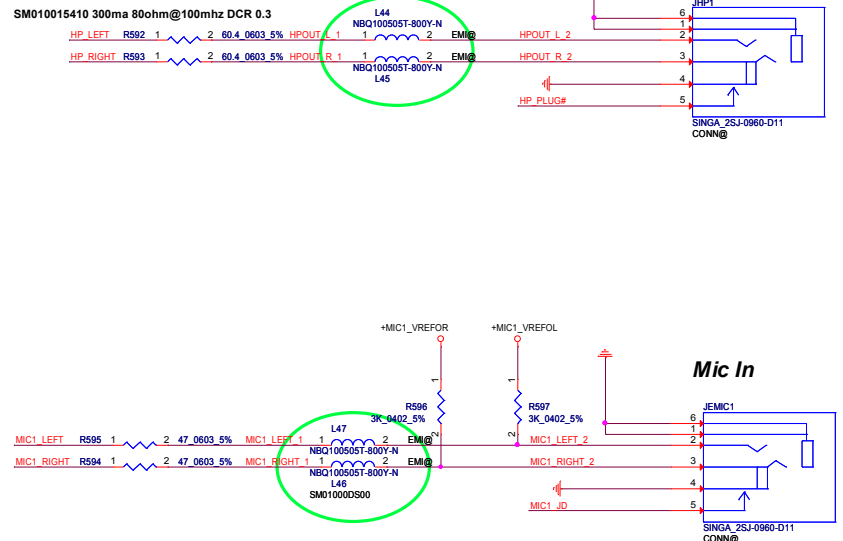 JHP1
SM010015410 300ma 80ohm@100mhz DCR 0.3
L44
NBQ100505T-800Y-N
6
1
HP_LEFT R592 1 2 60.4_0603_5% HPOUT_L_1 1 2 EMI@ HPOUT_L_2 2
HP_RIGHT R593 1 2 60.4_0603_5% HPOUT_R_1 1 2 EMI@ HPOUT_R_2 3
NBQ100505T-800Y-N
L45
4
HP_PLUG# 5
SINGA_2SJ-0960-D11
CONN@
+MIC1_VREFOR +MIC1_VREFOL
Mic In
1 1
R596 R597
3K_0402_5% 3K_0402_5%
2 2
JEMIC1
6
1
L47
MIC1_LEFT R595 1 2 47_0603_5% MIC1_LEFT_1 1 2 EMI@ MIC1_LEFT_2 2
NBQ100505T-800Y-N
MIC1_RIGHT R594 1 2 47_0603_5% MIC1_RIGHT_1 1 2 EMI@ MIC1_RIGHT_2 3
NBQ100505T-800Y-N
L46
SM01000DS00
4
MIC1_JD 5
SINGA_2SJ-0960-D11
CONN@